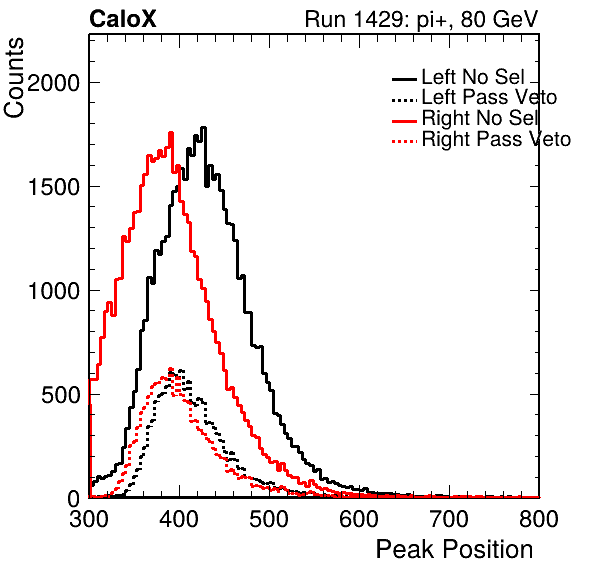 CaloX Run 1429: pi+, 80 GeV
Counts
2000
1500
1000
500
0
Left No Sel
Left Pass Veto
Right No Sel
Right Pass Veto
300 400 500 600 700 800
Peak Position